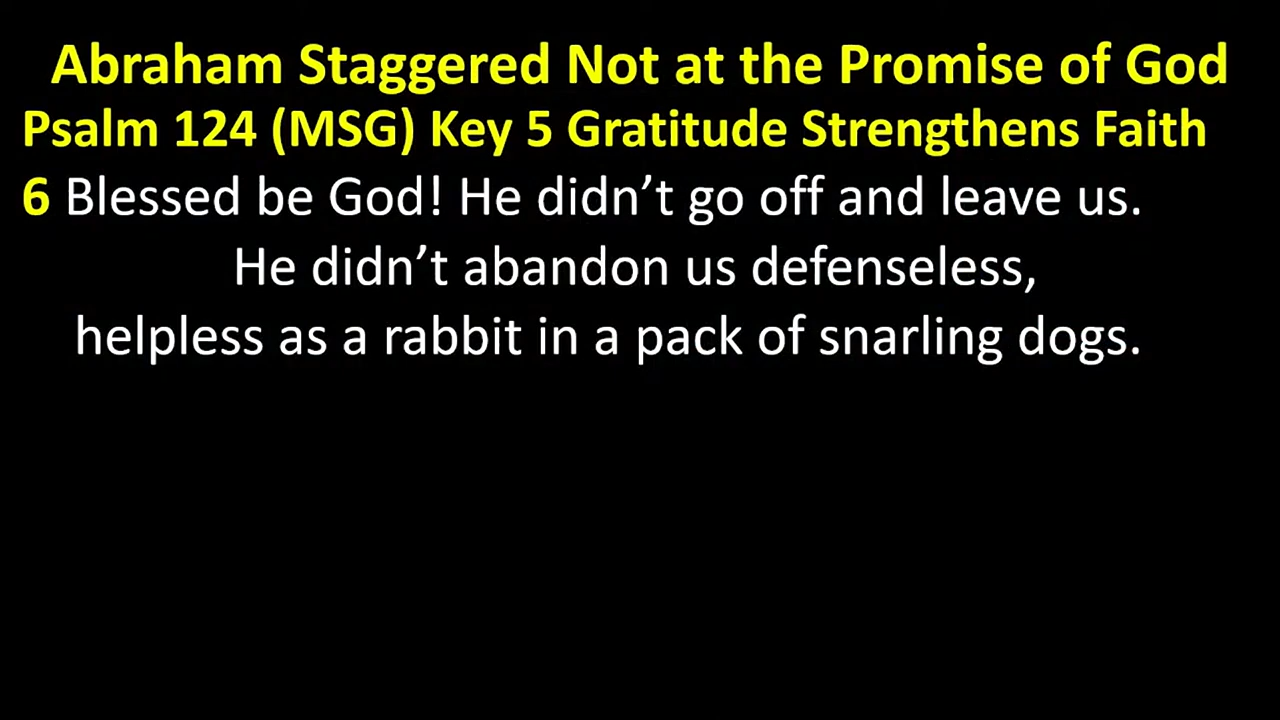 Abraham Staggered Not at the Promise of God
Psalm 124 (MSG) Key 5 Gratitude Strengthens Faith
6 Blessed be God! He didn’t go off and leave us.
He didn’t abandon us defenseless,
helpless as a rabbit in a pack of snarling dogs.